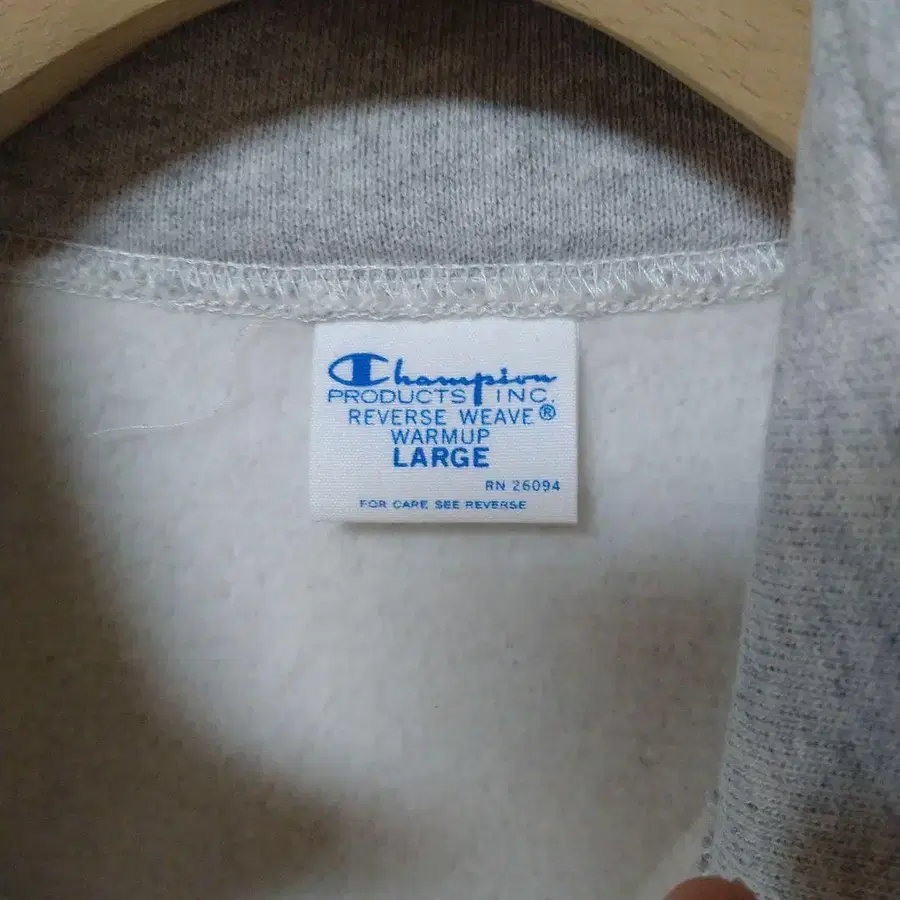 Champion
PRODUCTS INC.
REVERSE WEAVE®
WARMUP
LARGE
RN 26094
FOR CARE SEE REVERSE